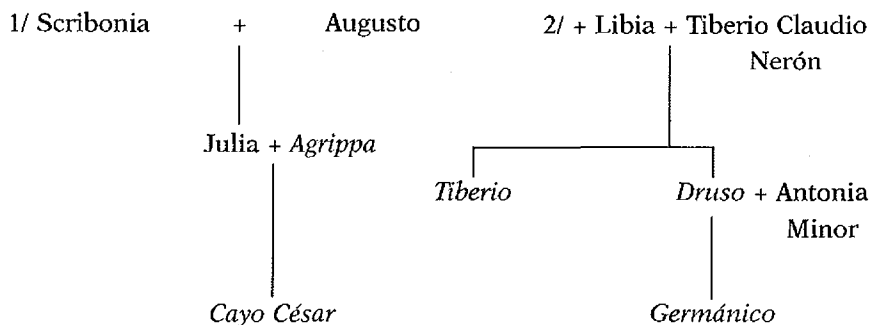 1/ Scribonia + Augusto 2/ + Libia + Tiberio Claudio
Nerón
Julia + Agrippa
Tiberio Druso + Antonia
Minor
Cayo César Germánico